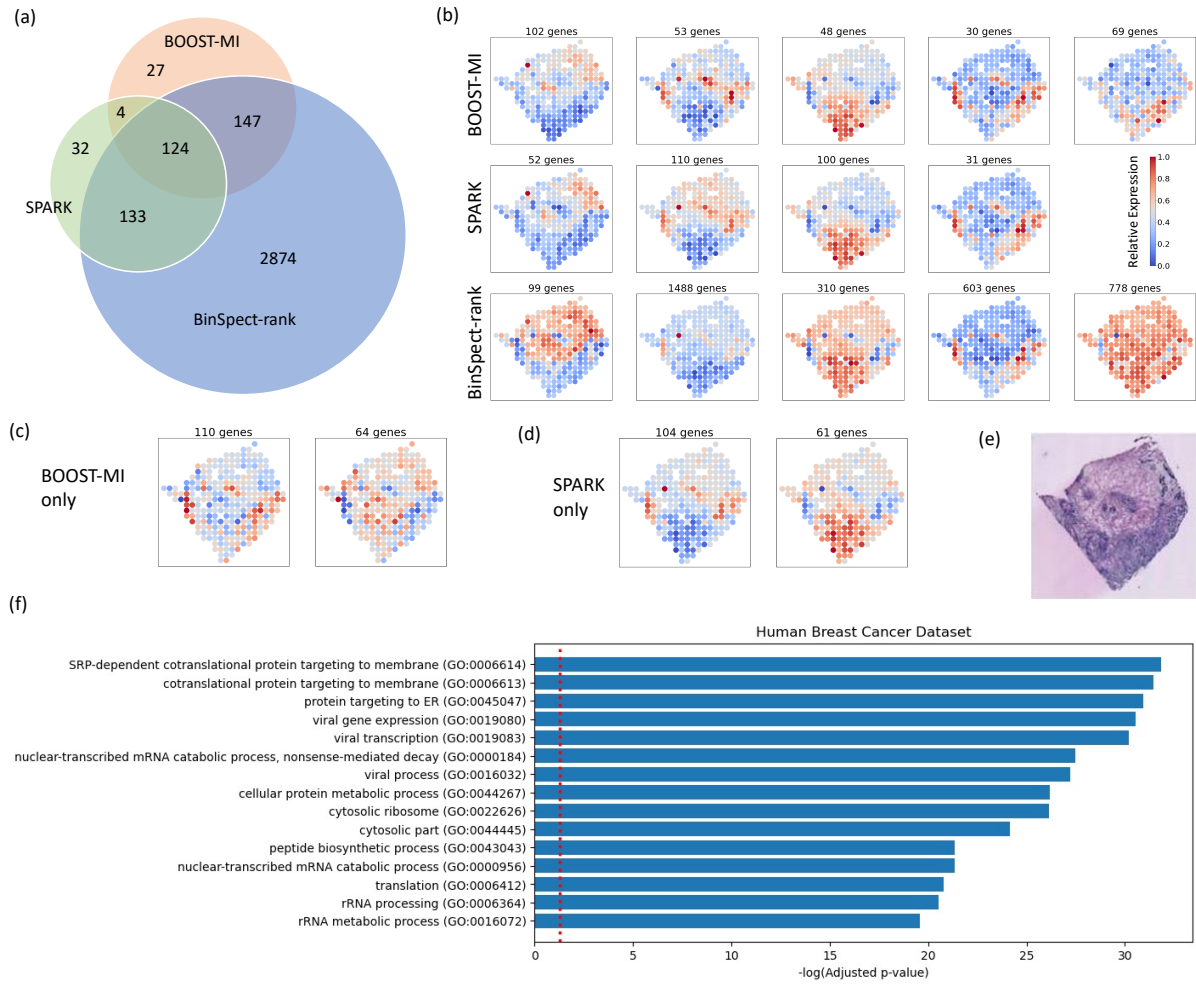 (a)
BOOST-MI
27
4
147
32
124
SPARK
133
2874
BinSpect-rank
(b)
BOOST-MI
102 genes
53 genes
48 genes
30 genes
69 genes
SPARK
52 genes
110 genes
100 genes
31 genes
Relative Expression
1.0
0.8
0.6
0.4
0.2
0.0
BinSpect-rank
99 genes
1488 genes
310 genes
603 genes
778 genes
(c)
BOOST-MI
only
110 genes
64 genes
(d)
SPARK
only
104 genes
61 genes
(e)
(f)
Human Breast Cancer Dataset
SRP-dependent cotranslational protein targeting to membrane (GO:0006614)
cotranslational protein targeting to membrane (GO:0006613)
protein targeting to ER (GO:0045047)
viral gene expression (GO:0019080)
viral transcription (GO:0019083)
nuclear-transcribed mRNA catabolic process, nonsense-mediated decay (GO:0000184)
viral process (GO:0016032)
cellular protein metabolic process (GO:0044267)
cytosolic ribosome (GO:0022626)
cytosolic part (GO:0044445)
peptide biosynthetic process (GO:0043043)
nuclear-transcribed mRNA catabolic process (GO:0000956)
translation (GO:0006412)
rRNA processing (GO:0006364)
rRNA metabolic process (GO:0016072)
0 5 10 15 20 25 30
-log(Adjusted p-value)